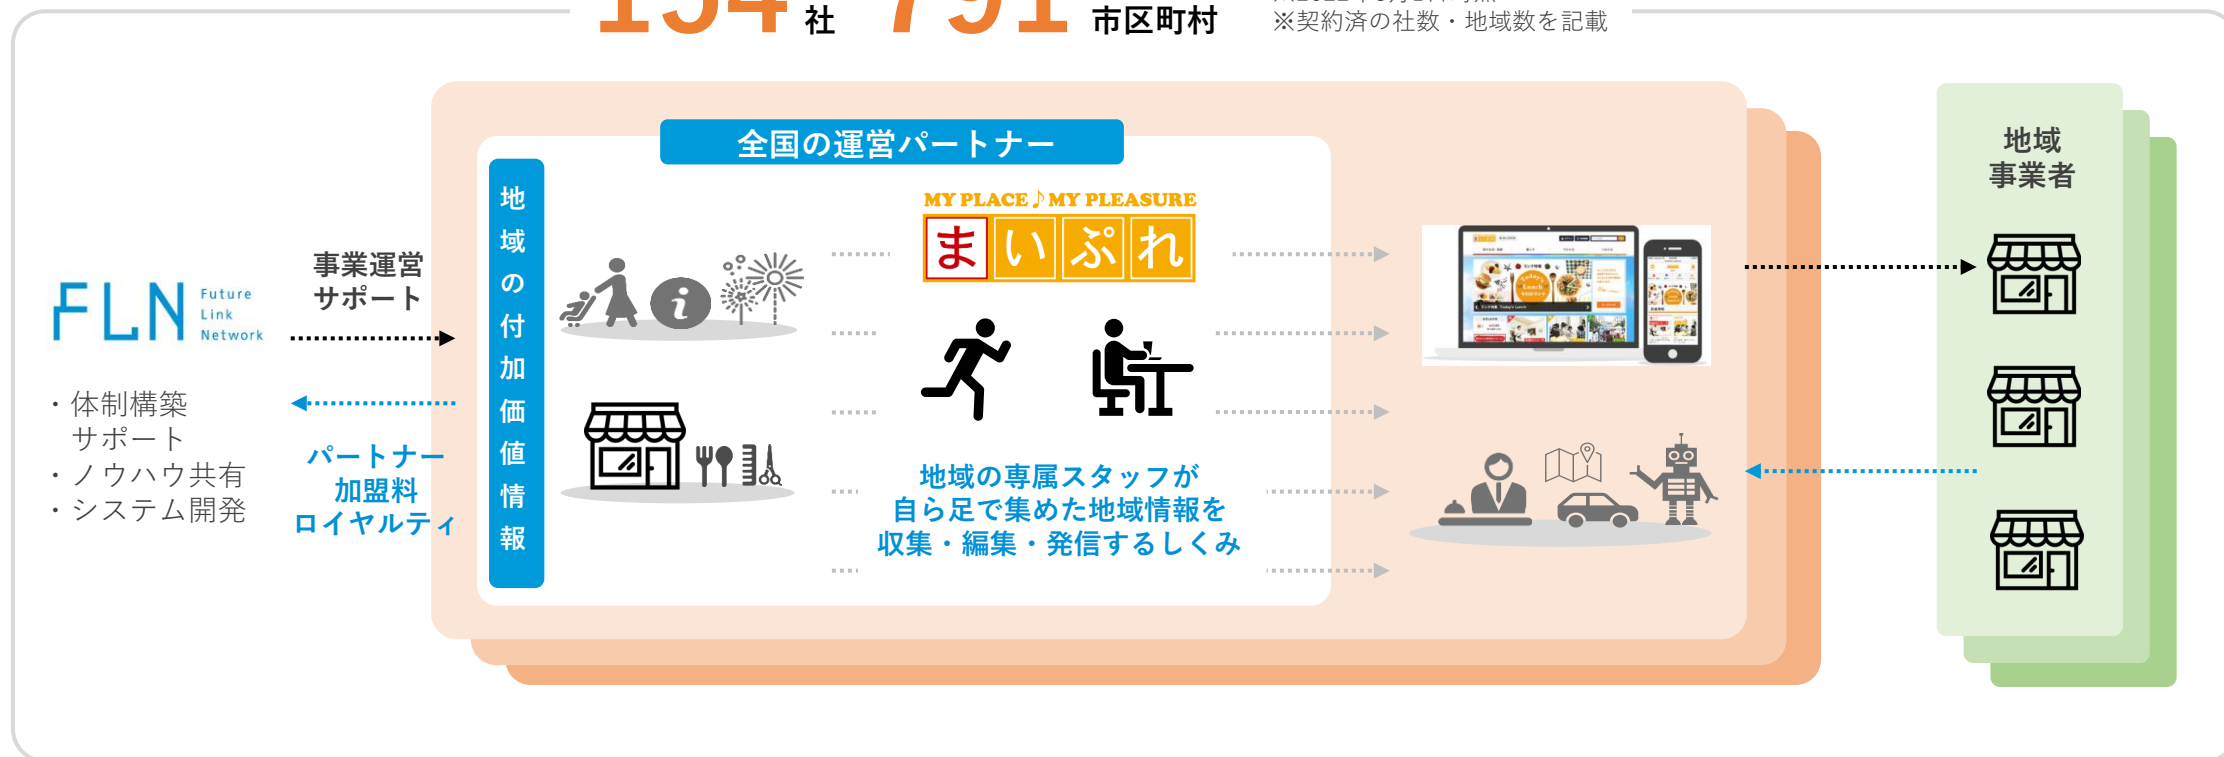 154 社 791 市区町村
※契約済の社数・地域数を記載
全国の運営パートナー
地域の付加価値情報
MY PLACE♪MY PLEASURE
まいぷれ
地域の専属スタッフが
自ら足で集めた地域情報を
収集・編集・発信するしくみ
FLN
Future
Link
Network
事業運営
サポート
・体制構築
サポート
・ノウハウ共有
・システム開発
パートナー
加盟料
ロイヤルティ
Today's
Lunch
地域
事業者